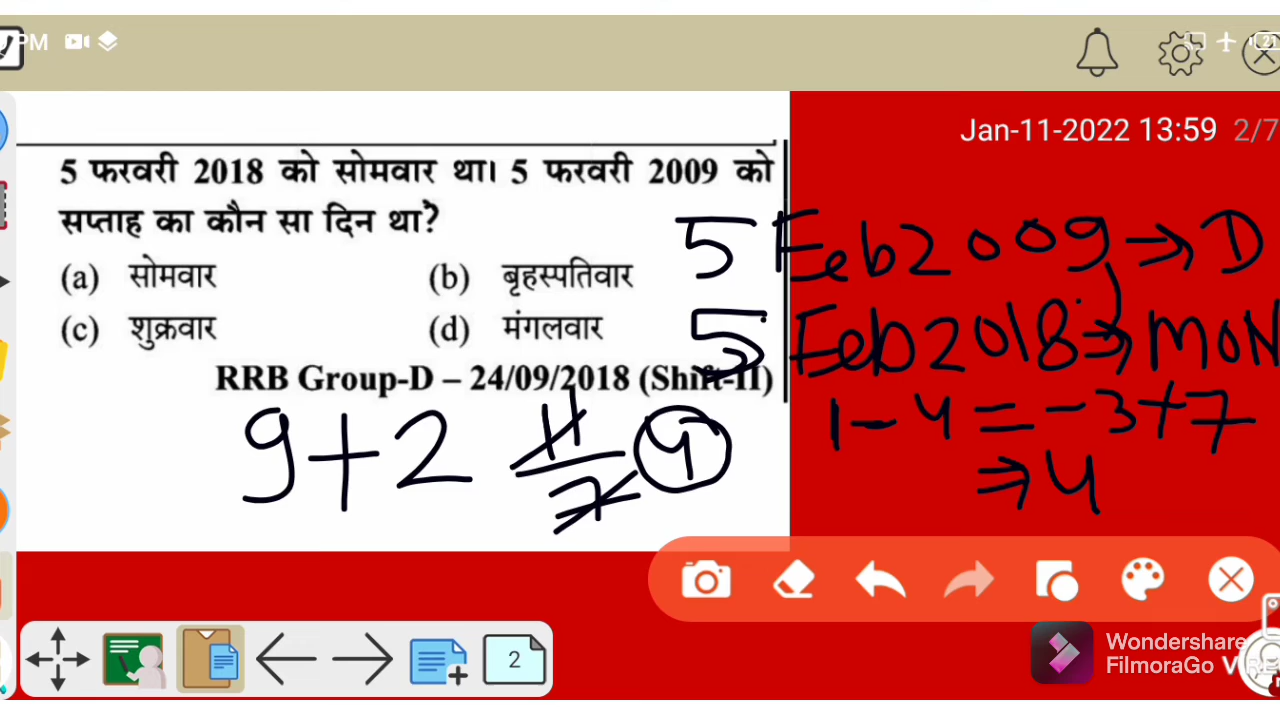 PM
21
Jan-11-2022 13:59 2/7
5 फरवरी 2018 को सोमवार था। 5 फरवरी 2009 को
सप्ताह का कौन सा दिन था?
(a) सोमवार (b) बृहस्पतिवार
(c) शुक्रवार (d) मंगलवार
RRB Group-D – 24/09/2018 (Shift-II)
5 Feb 2009 → D
5 Feb 2018 → MON
1 - 4 = -3 + 7
⇒ 4
9 + 2 11/7 4
2
Wondershare
FilmoraGo